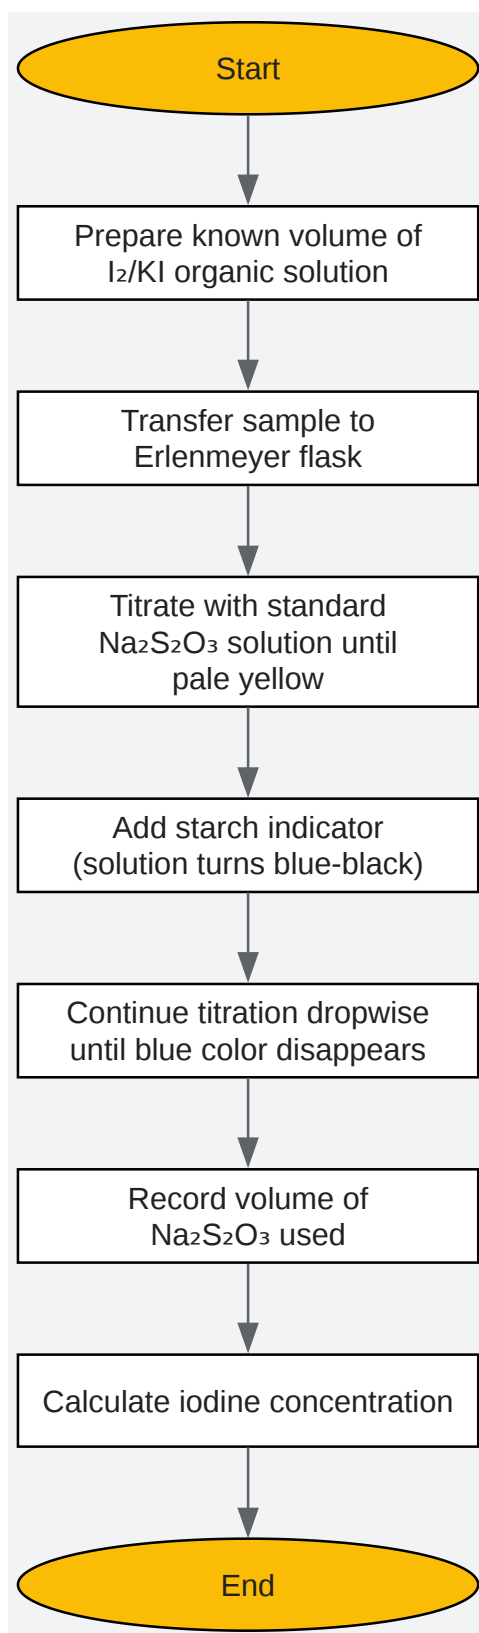 Start
Prepare known volume of
I₂/KI organic solution
Transfer sample to
Erlenmeyer flask
Titrate with standard
Na₂S₂O₃ solution until
pale yellow
Add starch indicator
(solution turns blue-black)
Continue titration dropwise
until blue color disappears
Record volume of
Na₂S₂O₃ used
Calculate iodine concentration
End